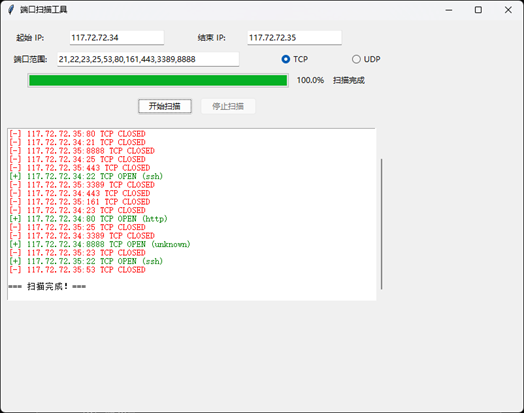 端口扫描工具
起始 IP: 117.72.72.34 结束 IP: 117.72.72.35
端口范围: 21,22,23,25,53,80,161,443,3389,8888 TCP UDP
100.0% 扫描完成
开始扫描 停止扫描
[-] 117.72.72.35:80 TCP CLOSED
[-] 117.72.72.34:21 TCP CLOSED
[-] 117.72.72.35:8888 TCP CLOSED
[-] 117.72.72.34:25 TCP CLOSED
[-] 117.72.72.35:443 TCP CLOSED
[+] 117.72.72.34:22 TCP OPEN (ssh)
[-] 117.72.72.35:3389 TCP CLOSED
[-] 117.72.72.34:443 TCP CLOSED
[-] 117.72.72.35:161 TCP CLOSED
[-] 117.72.72.34:23 TCP CLOSED
[+] 117.72.72.34:80 TCP OPEN (http)
[-] 117.72.72.35:25 TCP CLOSED
[-] 117.72.72.34:3389 TCP CLOSED
[+] 117.72.72.34:8888 TCP OPEN (unknown)
[-] 117.72.72.35:23 TCP CLOSED
[+] 117.72.72.35:22 TCP OPEN (ssh)
[-] 117.72.72.35:53 TCP CLOSED
=== 扫描完成! ===